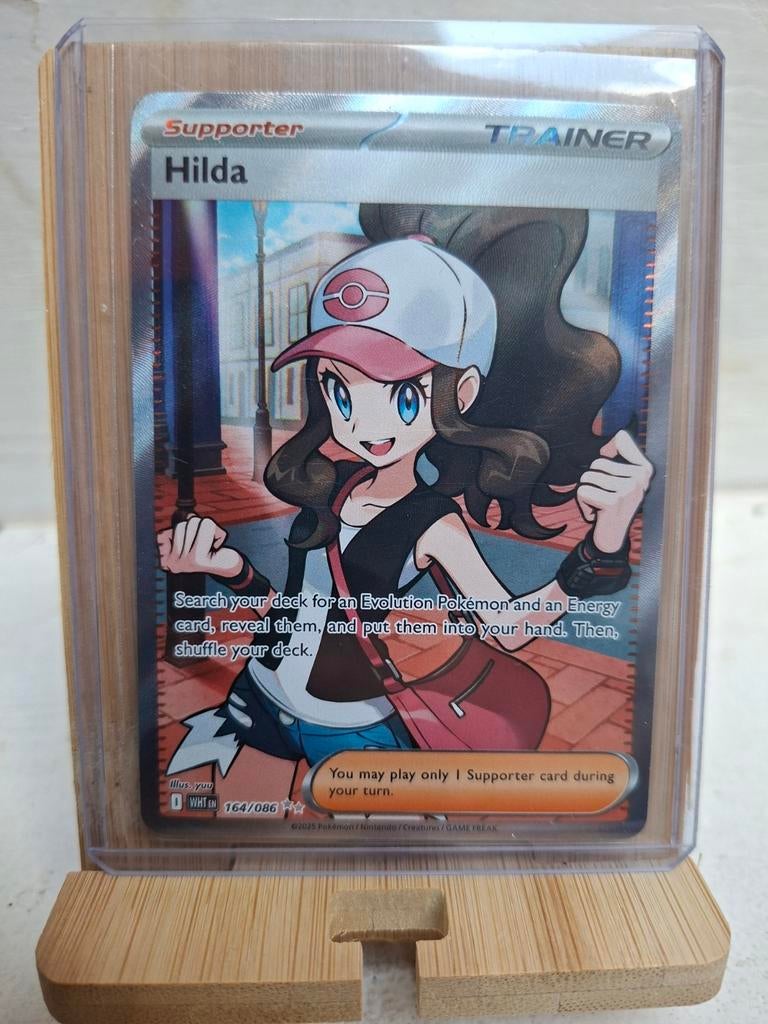 Supporter TRAINER
Hilda
Search your deck for an Evolution Pokémon and an Energy
card, reveal them, and put them into your hand. Then,
shuffle your deck.
You may play only 1 Supporter card during
your turn.
Illus. yuu
I WHT EN 164/086
©2025 Pokémon / Nintendo / Creatures / GAME FREAK